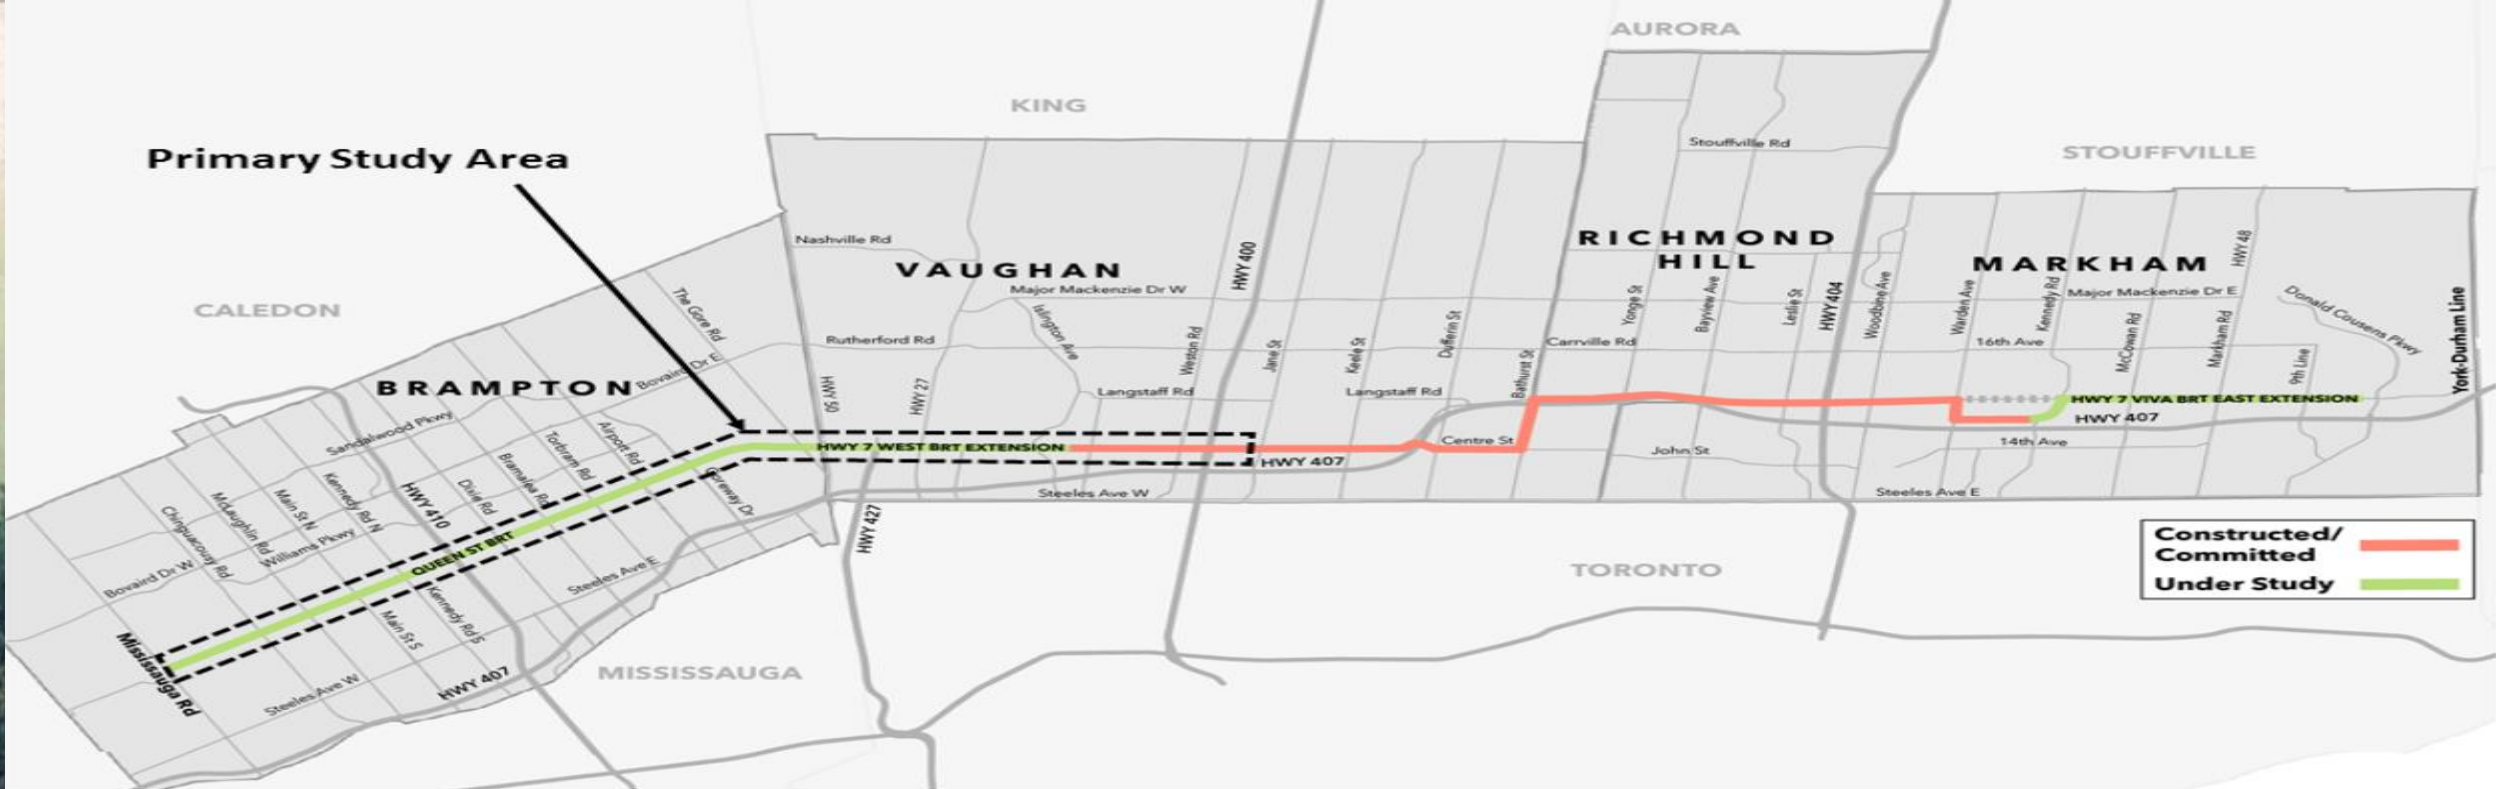 AURORA
KING
Stouffville Rd
STOUFFVILLE
Primary Study Area
Nashville Rd
VAUGHAN
RICHMOND
HILL
MARKHAM
HWY 48
HWY 400
CALEDON
The Gore Rd
Major Mackenzie Dr W
Islington Ave
Yonge St
Bayview Ave
Leslie St
HWY 404
Woodbine Ave
Warden Ave
Kennedy Rd
Major Mackenzie Dr E
Donald Cousens Pkwy
York-Durham Line
Rutherford Rd
Weston Rd
Jane St
Keele St
Dufferin St
Carrville Rd
16th Ave
McCowan Rd
Markham Rd
9th Line
BRAMPTON
Bovaird Dr E
HWY 50
HWY 27
Langstaff Rd
Langstaff Rd
Bathurst St
HWY 7 VIVA BRT EAST EXTENSION
HWY 407
Sandalwood Pkwy
Airport Rd
Torbram Rd
HWY 7 WEST BRT EXTENSION
Centre St
14th Ave
John St
HWY 407
Bramalea Rd
Dixie Rd
HWY 410
Kennedy Rd N
Main St N
McLaughlin Rd
Chinguacousy Rd
Goreway Dr
Steeles Ave W
Steeles Ave E
HWY 427
Williams Pkwy
QUEEN ST BRT
Bovaird Dr W
Steeles Ave E
TORONTO
Constructed/
Committed
Under Study
Kennedy Rd S
Main St S
Mississauga Rd
MISSISSAUGA
Steeles Ave W
HWY 407